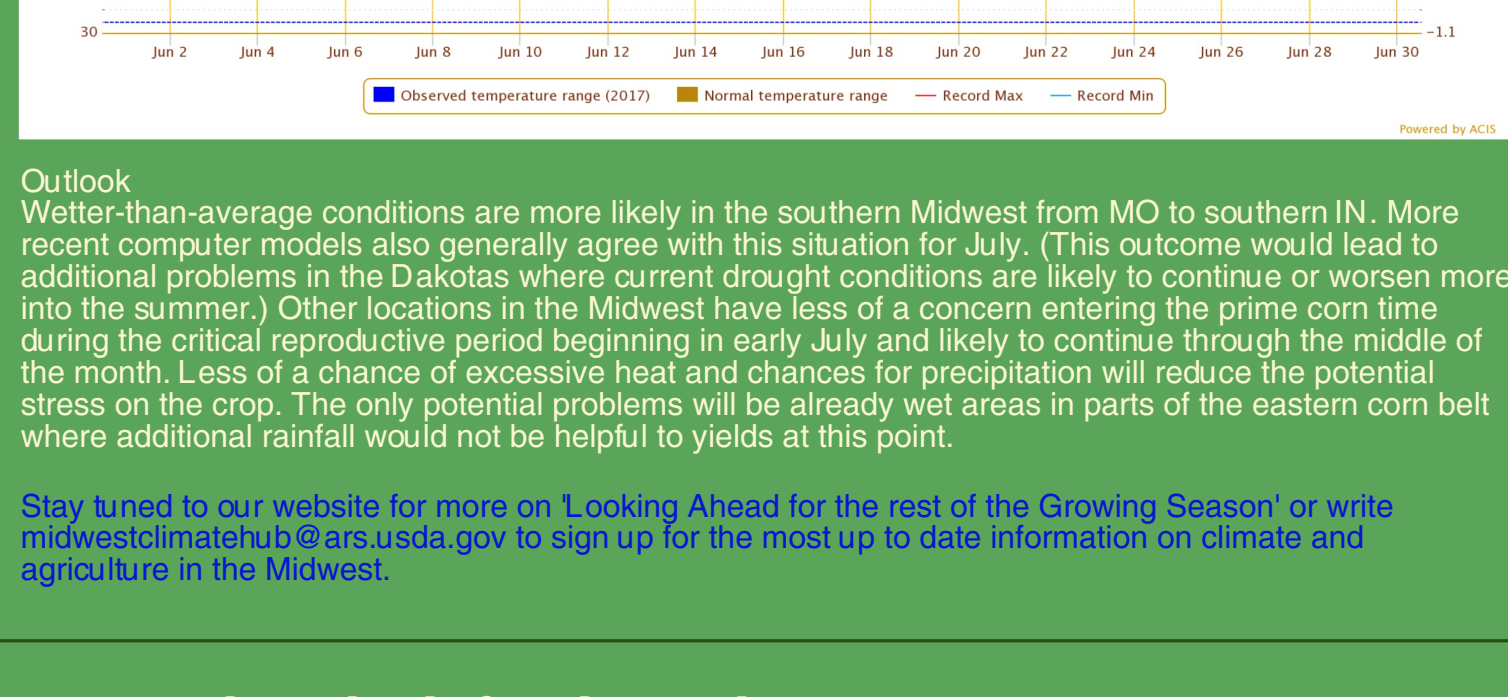 30
-1.1
Jun 2 Jun 4 Jun 6 Jun 8 Jun 10 Jun 12 Jun 14 Jun 16 Jun 18 Jun 20 Jun 22 Jun 24 Jun 26 Jun 28 Jun 30
Observed temperature range (2017) Normal temperature range Record Max Record Min
Powered by ACIS
Outlook
Wetter-than-average conditions are more likely in the southern Midwest from MO to southern IN. More
recent computer models also generally agree with this situation for July. (This outcome would lead to
additional problems in the Dakotas where current drought conditions are likely to continue or worsen more
into the summer.) Other locations in the Midwest have less of a concern entering the prime corn time
during the critical reproductive period beginning in early July and likely to continue through the middle of
the month. Less of a chance of excessive heat and chances for precipitation will reduce the potential
stress on the crop. The only potential problems will be already wet areas in parts of the eastern corn belt
where additional rainfall would not be helpful to yields at this point.
Stay tuned to our website for more on 'Looking Ahead for the rest of the Growing Season' or write
midwestclimatehub@ars.usda.gov to sign up for the most up to date information on climate and
agriculture in the Midwest.